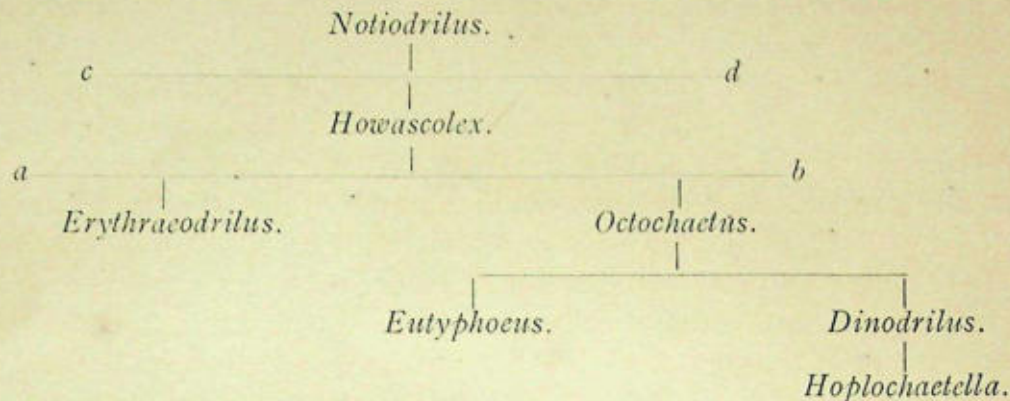 Notiodrilus.
c d
Howascolex.
a b
Erythraeodrilus. Octochaetus.
Eutyphoeus. Dinodrilus.
Hoplochaetella.